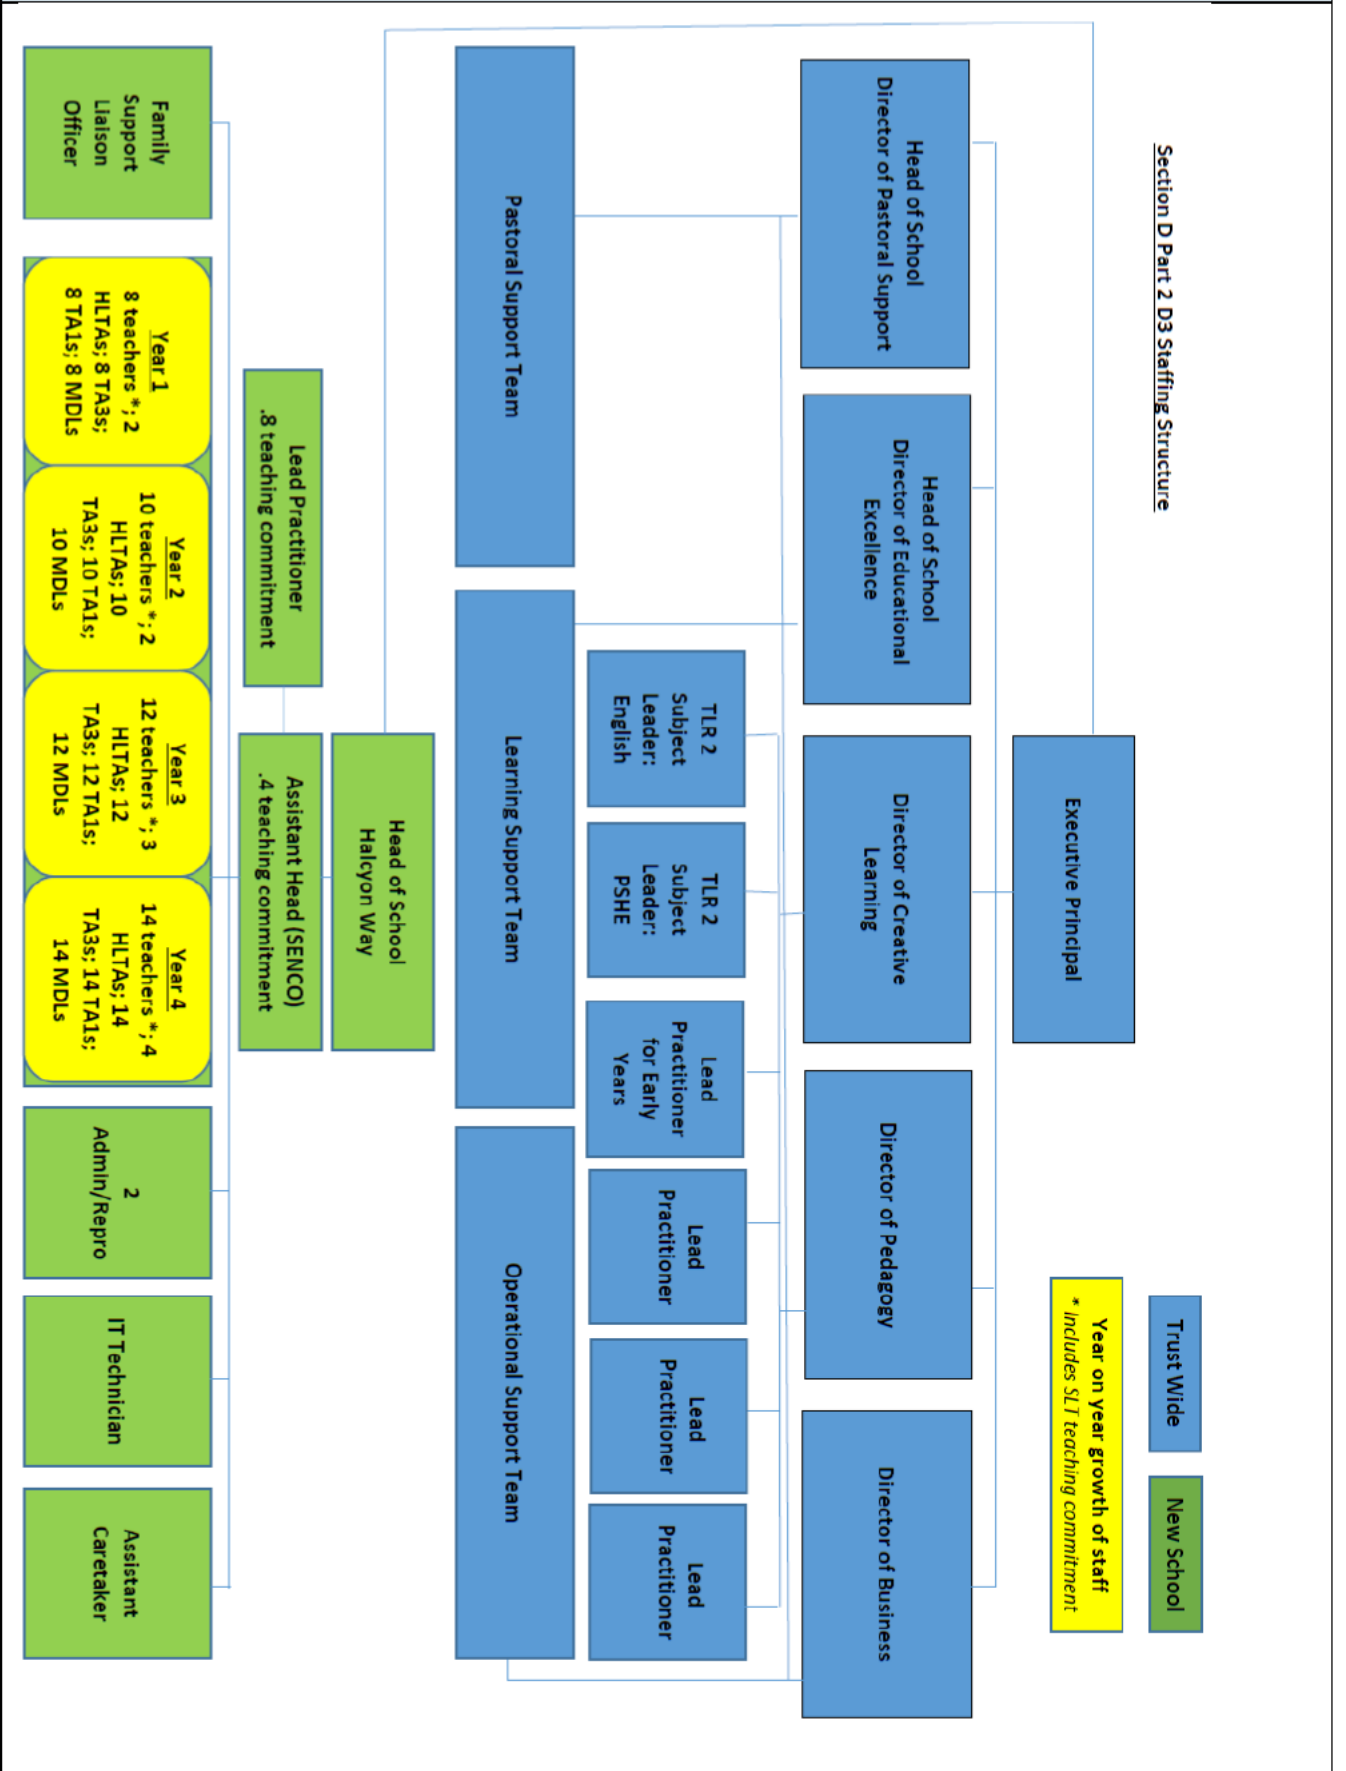 Section D Part 2 D3 Staffing Structure
Trust Wide
New School
Year on year growth of staff
* Includes SLT teaching commitment
Executive Principal
Head of School
Director of Pastoral Support
Head of School
Director of Educational
Excellence
Director of Creative
Learning
Director of Pedagogy
Director of Business
TLR 2
Subject
Leader:
English
TLR 2
Subject
Leader:
PSHE
Lead
Practitioner
for Early
Years
Lead
Practitioner
Lead
Practitioner
Lead
Practitioner
Pastoral Support Team
Learning Support Team
Operational Support Team
Head of School
Halcyon Way
Lead Practitioner
.8 teaching commitment
Assistant Head (SENCO)
.4 teaching commitment
Family
Support
Liaison
Officer
Year 1
8 teachers *; 2
HLTAs; 8 TA3s;
8 TA1s; 8 MDLs
Year 2
10 teachers *; 2
HLTAs; 10
TA3s; 10 TA1s;
10 MDLs
Year 3
12 teachers *; 3
HLTAs; 12
TA3s; 12 TA1s;
12 MDLs
Year 4
14 teachers *; 4
HLTAs; 14
TA3s; 14 TA1s;
14 MDLs
2
Admin/Repro
IT Technician
Assistant
Caretaker